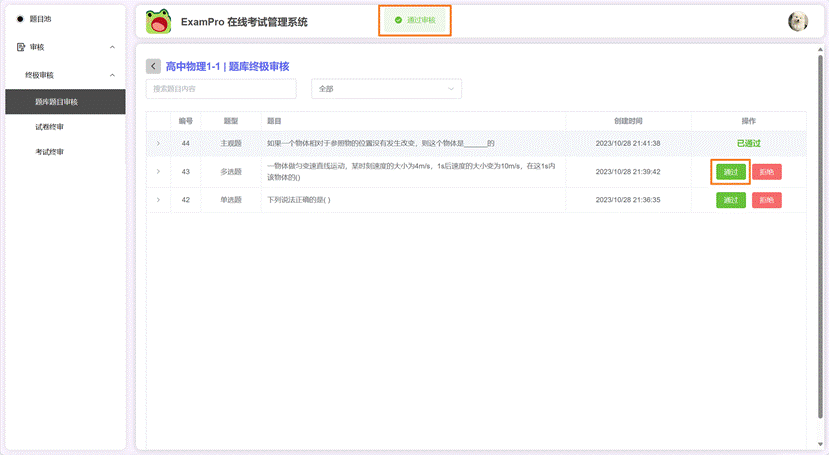 题目池
审核
终极审核
题库题目审核
试卷终审
考试终审
ExamPro 在线考试管理系统
通过审核
高中物理1-1 | 题库终极审核
搜索题目内容
全部
编号 题型 题目 创建时间 操作
44 主观题 如果一个物体相对于参照物的位置没有发生改变，则这个物体是______的 2023/10/28 21:41:38 已通过
43 多选题 一物体做匀变速直线运动，某时刻速度的大小为4m/s，1s后速度的大小变为10m/s，在这1s内
该物体的() 2023/10/28 21:39:42 通过 拒绝
42 单选题 下列说法正确的是( ) 2023/10/28 21:36:35 通过 拒绝